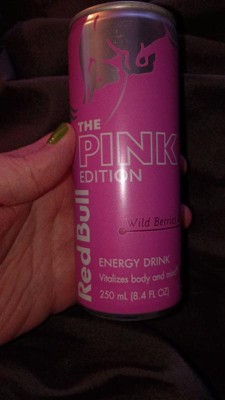 THE
PINK
EDITION
Wild Berries
Red Bull
ENERGY DRINK
Vitalizes body and mind
250 mL (8.4 FL OZ)